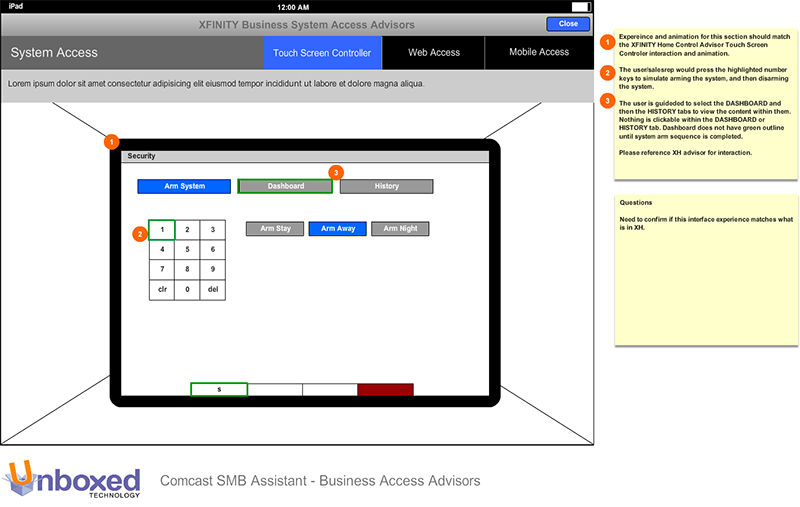 iPad
12:00 AM
XFINITY Business System Access Advisors
Close
System Access
Touch Screen Controller
Web Access
Mobile Access
Lorem ipsum dolor sit amet consectetur adipisicing elit eiusmod tempor incididunt ut labore et dolore magna aliqua.
1
Security
3
Arm System
Dashboard
History
2
1 2 3
4 5 6
7 8 9
clr 0 del
Arm Stay
Arm Away
Arm Night
s
1
Expereince and animation for this section should match
the XFINITY Home Control Advisor Touch Screen
Controler interaction and animation.
2
The user/salesrep would press the highlighted number
keys to simulate arming the system, and then disarming
the system.
3
The user is guideded to select the DASHBOARD and
then the HISTORY tabs to view the content within them.
Nothing is clickable within the DASHBOARD or
HISTORY tab. Dashboard does not have green outline
until system arm sequence is completed.
Please reference XH advisor for interaction.
Questions
Need to confirm if this interface experience matches what
is in XH.
Unboxed
TECHNOLOGY
Comcast SMB Assistant - Business Access Advisors